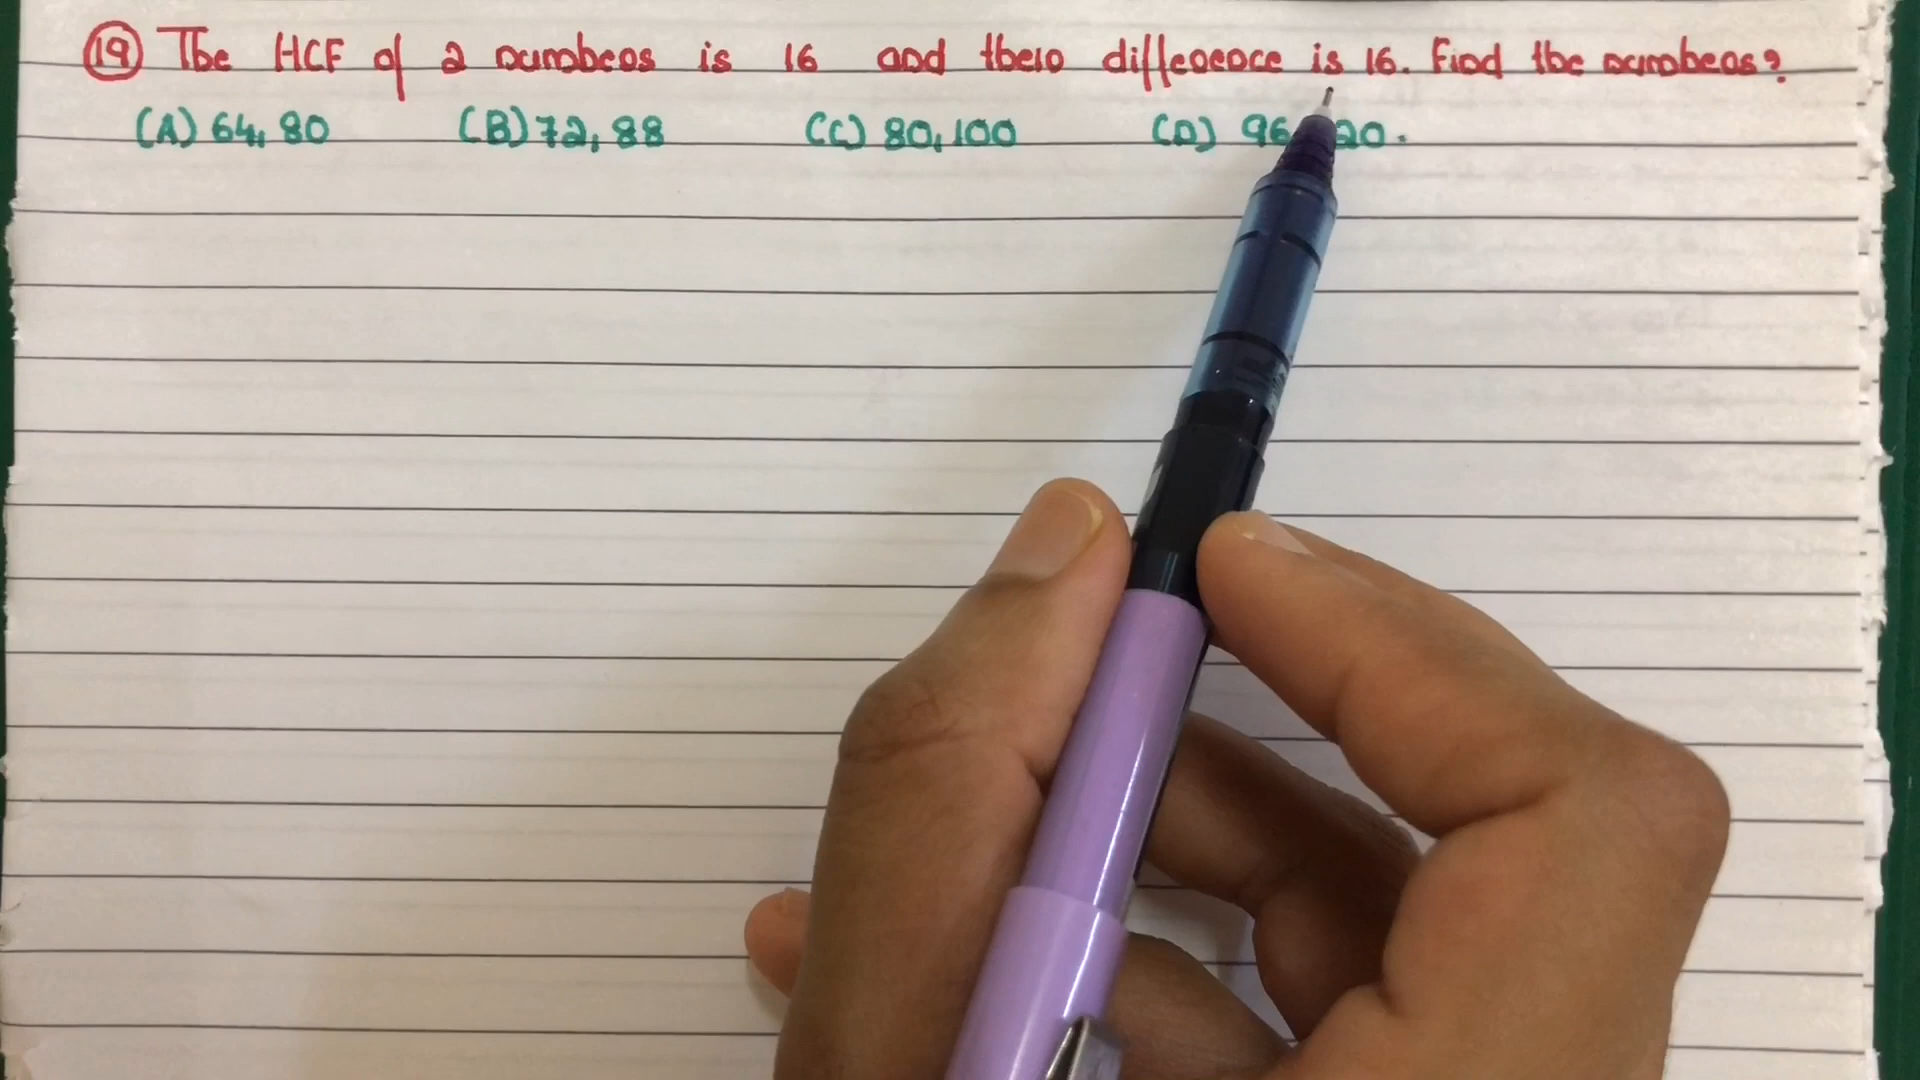 19 The HCF of 2 numbers is 16 and their difference is 16. Find the numbers?
(A) 64, 80 (B) 72, 88 (C) 80, 100 (D)